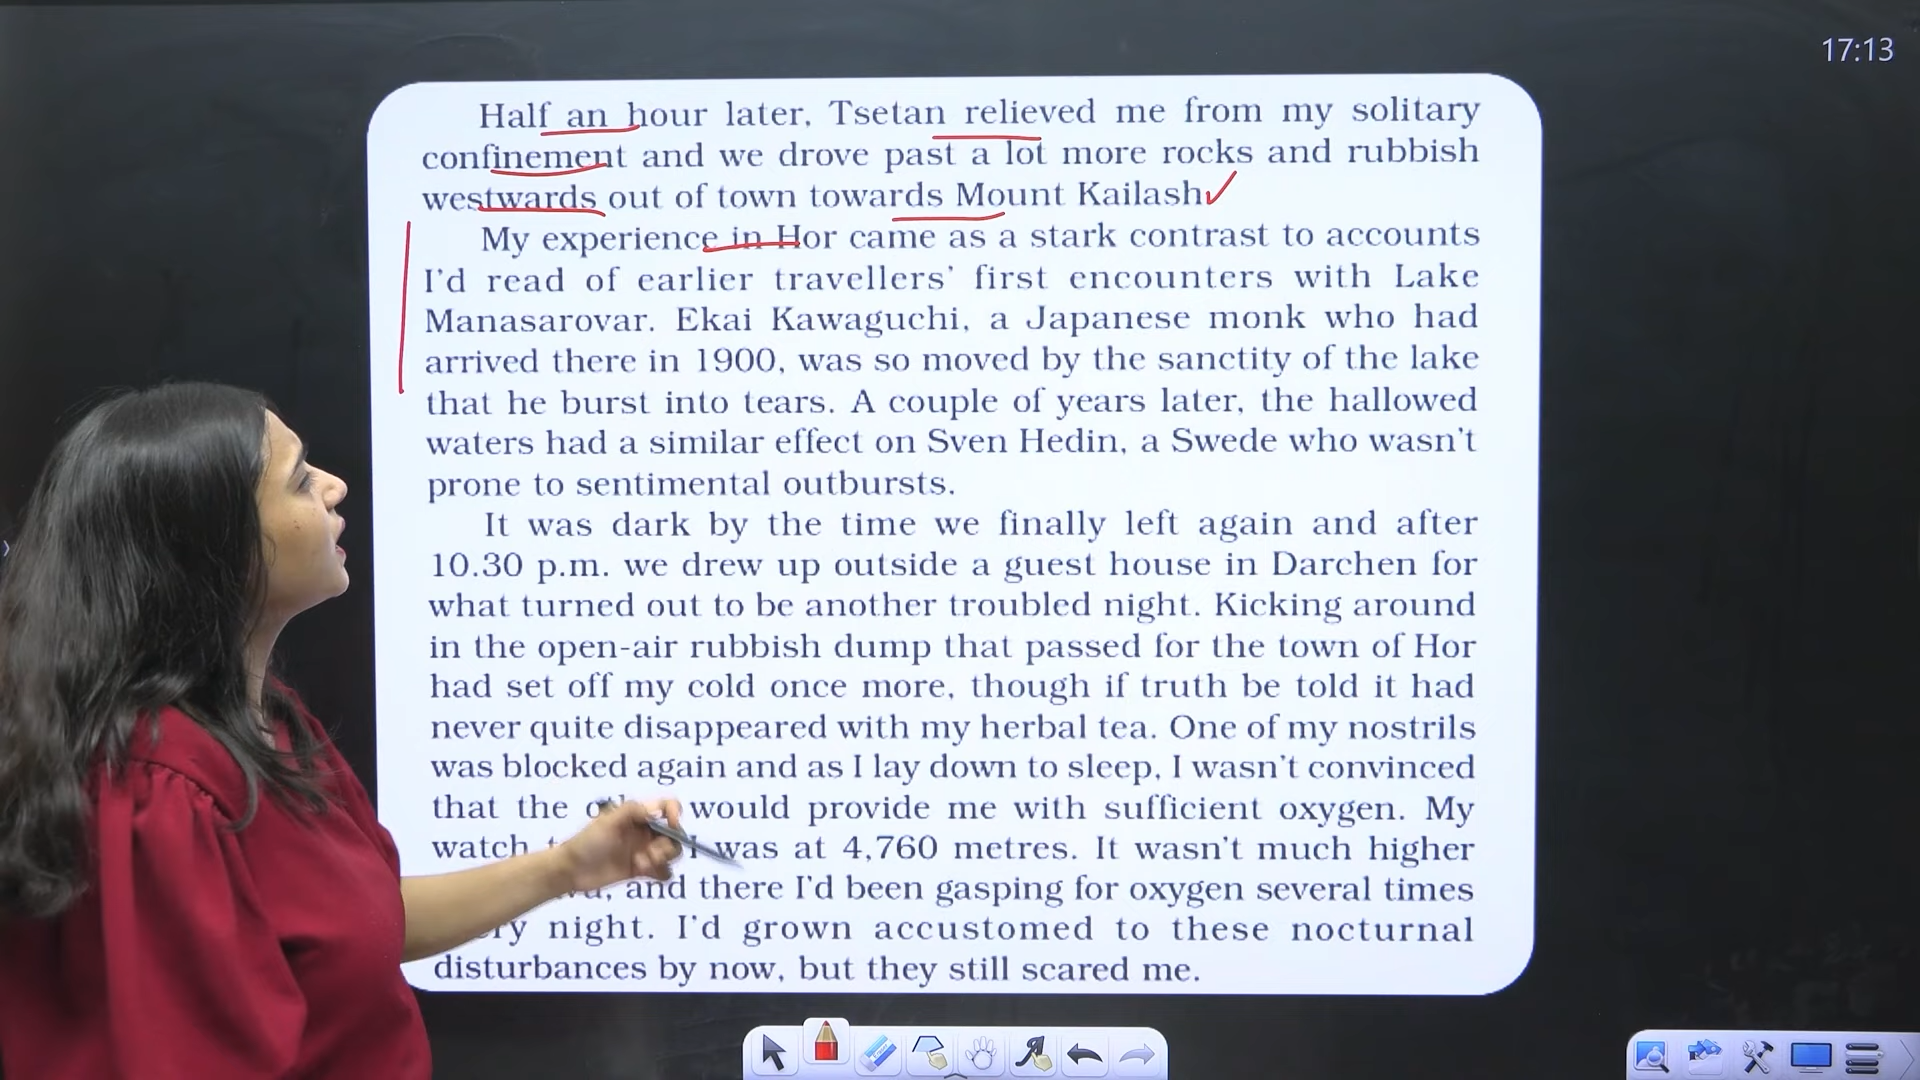 17:13
Half an hour later, Tsetan relieved me from my solitary
confinement and we drove past a lot more rocks and rubbish
westwards out of town towards Mount Kailash
My experience in Hor came as a stark contrast to accounts
I'd read of earlier travellers' first encounters with Lake
Manasarovar. Ekai Kawaguchi, a Japanese monk who had
arrived there in 1900, was so moved by the sanctity of the lake
that he burst into tears. A couple of years later, the hallowed
waters had a similar effect on Sven Hedin, a Swede who wasn't
prone to sentimental outbursts.
It was dark by the time we finally left again and after
10.30 p.m. we drew up outside a guest house in Darchen for
what turned out to be another troubled night. Kicking around
in the open-air rubbish dump that passed for the town of Hor
had set off my cold once more, though if truth be told it had
never quite disappeared with my herbal tea. One of my nostrils
was blocked again and as I lay down to sleep, I wasn't convinced
that the would provide me with sufficient oxygen. My
watch I was at 4,760 metres. It wasn't much higher
and there I'd been gasping for oxygen several times
night. I'd grown accustomed to these nocturnal
disturbances by now, but they still scared me.